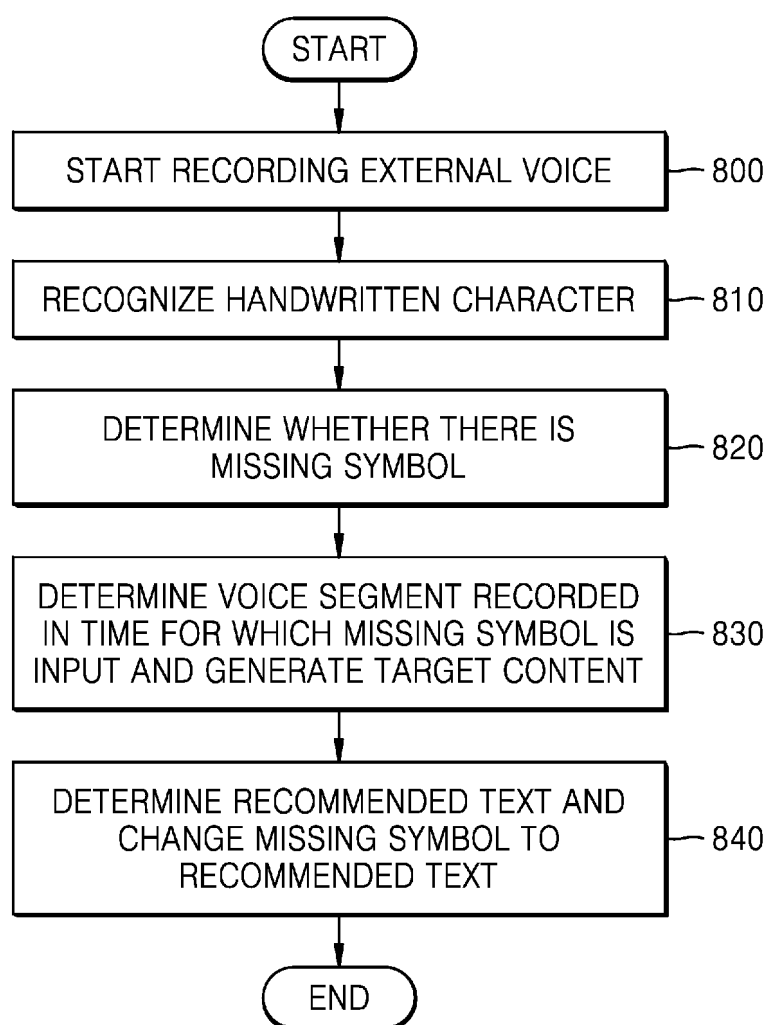 START
START RECORDING EXTERNAL VOICE
800
RECOGNIZE HANDWRITTEN CHARACTER
810
DETERMINE WHETHER THERE IS
MISSING SYMBOL
820
DETERMINE VOICE SEGMENT RECORDED
IN TIME FOR WHICH MISSING SYMBOL IS
INPUT AND GENERATE TARGET CONTENT
830
DETERMINE RECOMMENDED TEXT AND
CHANGE MISSING SYMBOL TO
RECOMMENDED TEXT
840
END